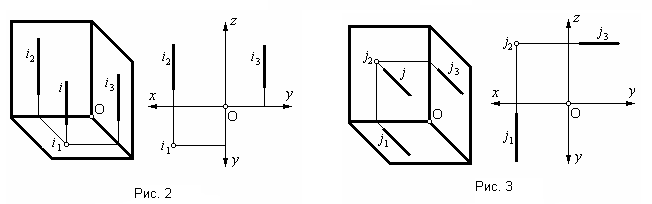 i₂
i
i₃
O
i₁
z
i₂
i₃
x
y
O
i₁
y
Рис. 2
j₂
j
j₃
O
j₁
z
j₂
j₃
x
y
O
j₁
y
Рис. 3